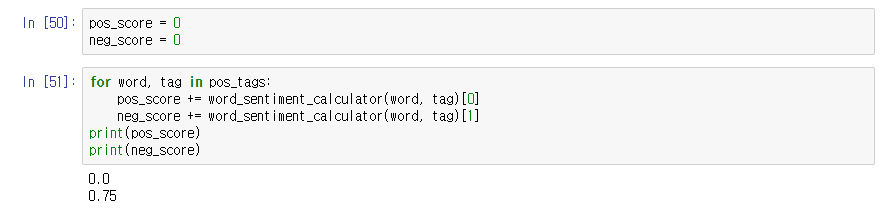 In [50]: pos_score = 0
neg_score = 0
In [51]: for word, tag in pos_tags:
    pos_score += word_sentiment_calculator(word, tag)[0]
    neg_score += word_sentiment_calculator(word, tag)[1]
print(pos_score)
print(neg_score)
0.0
0.75